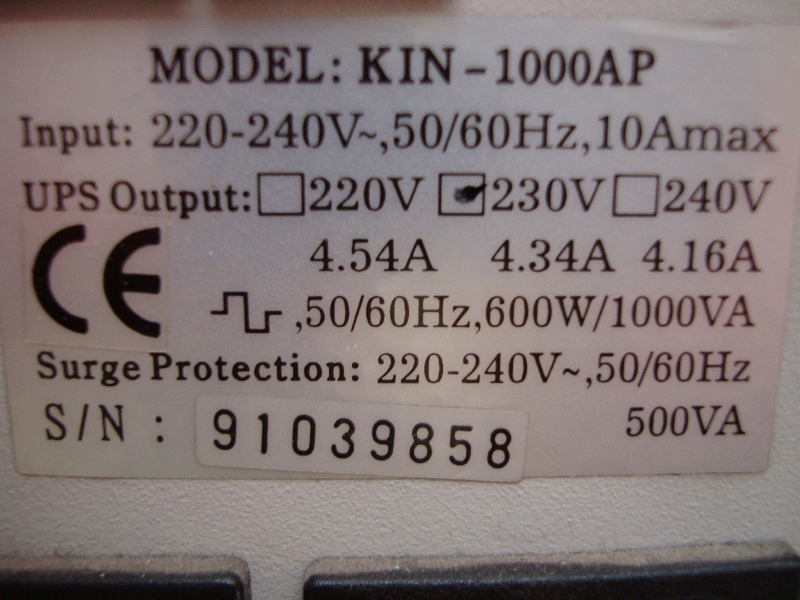 MODEL: KIN-1000AP
Input: 220-240V~,50/60Hz,10Amax
UPS Output: 220V 230V 240V
CE 4.54A 4.34A 4.16A
,50/60Hz,600W/1000VA
Surge Protection: 220-240V~,50/60Hz
S/N : 91039858 500VA